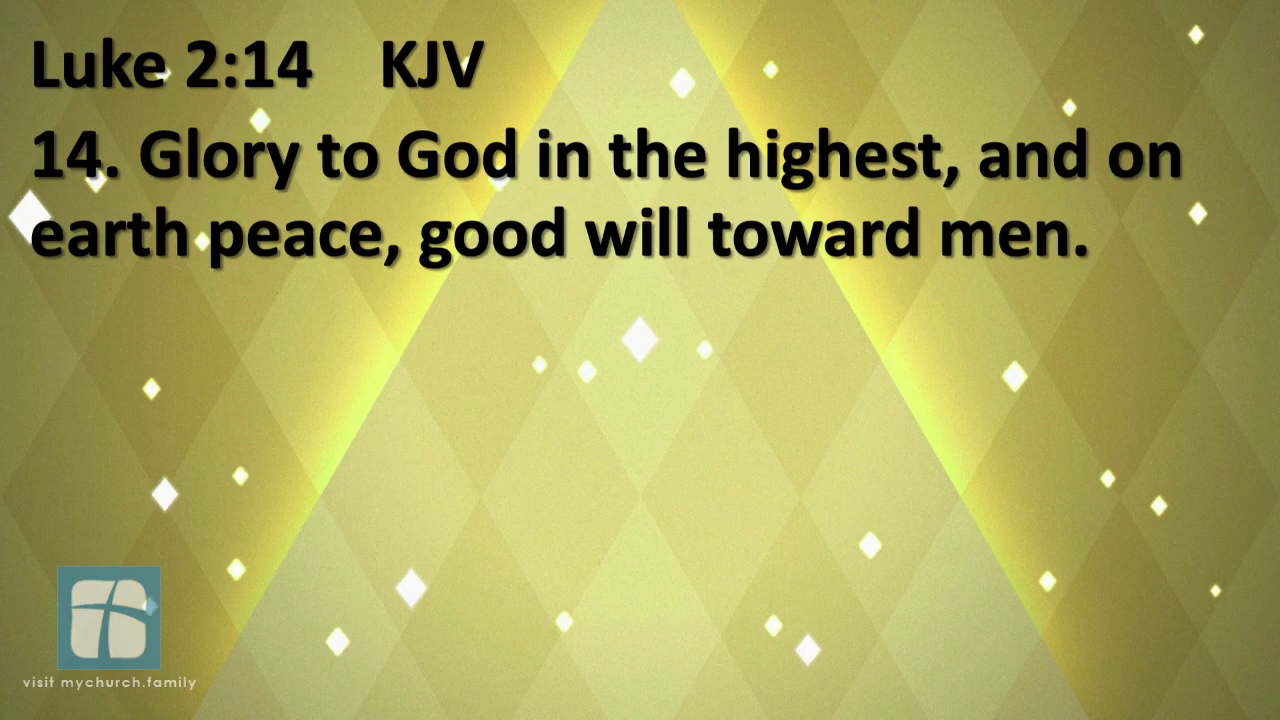 Luke 2:14    KJV
14. Glory to God in the highest, and on
earth peace, good will toward men.
visit mychurch.family